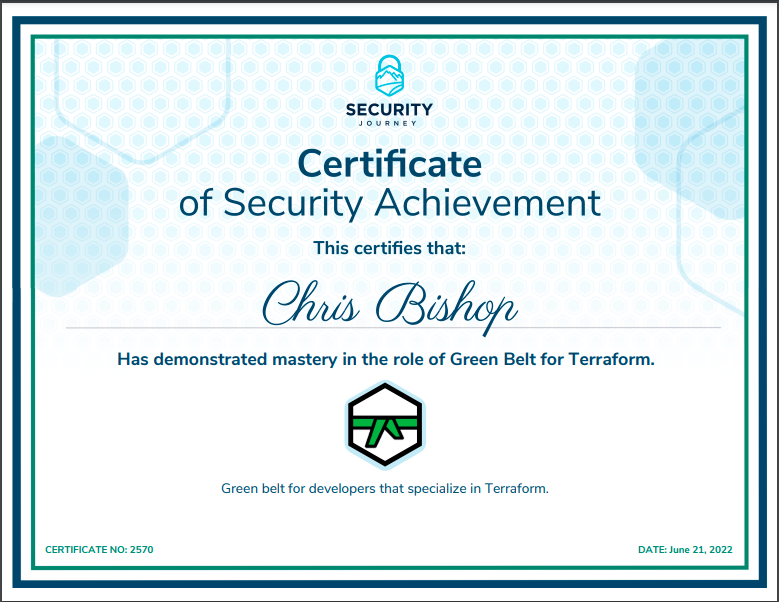 SECURITY
JOURNEY
Certificate
of Security Achievement
This certifies that:
Chris Bishop
Has demonstrated mastery in the role of Green Belt for Terraform.
Green belt for developers that specialize in Terraform.
CERTIFICATE NO: 2570
DATE: June 21, 2022